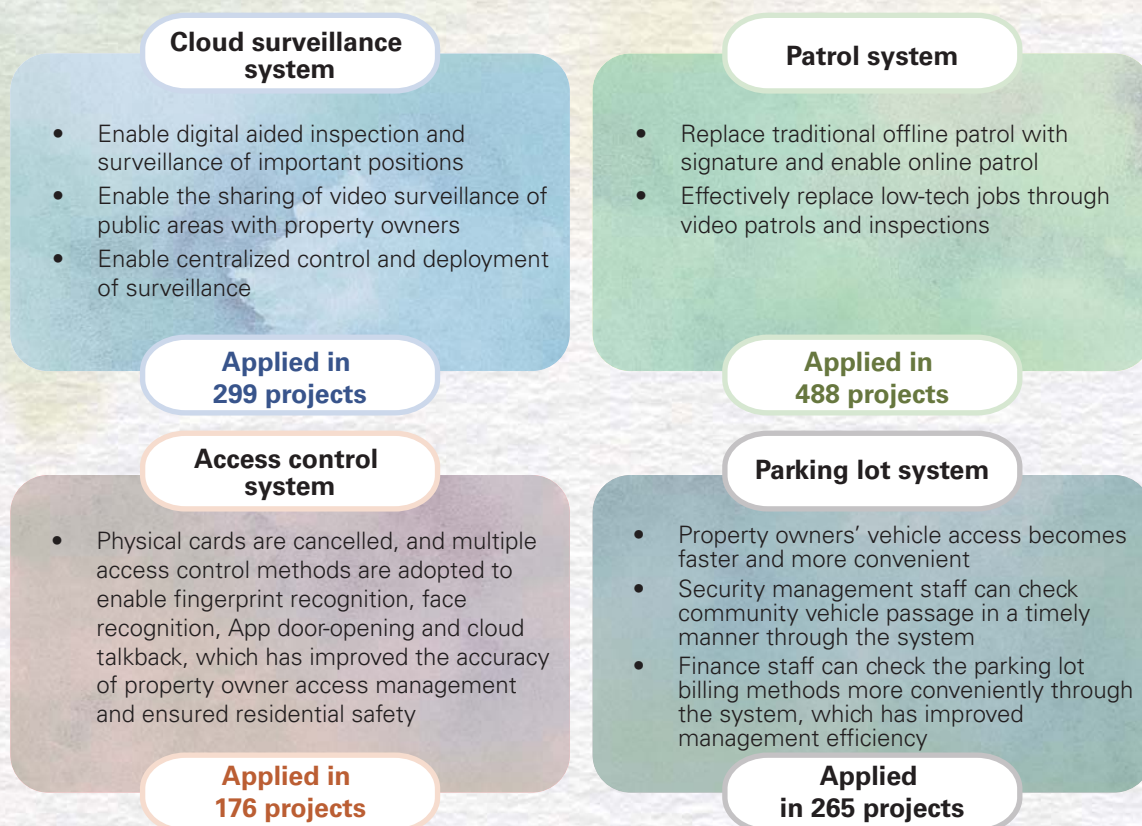 Cloud surveillance
system
• Enable digital aided inspection and
surveillance of important positions
• Enable the sharing of video surveillance of
public areas with property owners
• Enable centralized control and deployment
of surveillance
Applied in
299 projects
Patrol system
• Replace traditional offline patrol with
signature and enable online patrol
• Effectively replace low-tech jobs through
video patrols and inspections
Applied in
488 projects
Access control
system
• Physical cards are cancelled, and multiple
access control methods are adopted to
enable fingerprint recognition, face
recognition, App door-opening and cloud
talkback, which has improved the accuracy
of property owner access management
and ensured residential safety
Applied in
176 projects
Parking lot system
• Property owners’ vehicle access becomes
faster and more convenient
• Security management staff can check
community vehicle passage in a timely
manner through the system
• Finance staff can check the parking lot
billing methods more conveniently through
the system, which has improved
management efficiency
Applied
in 265 projects